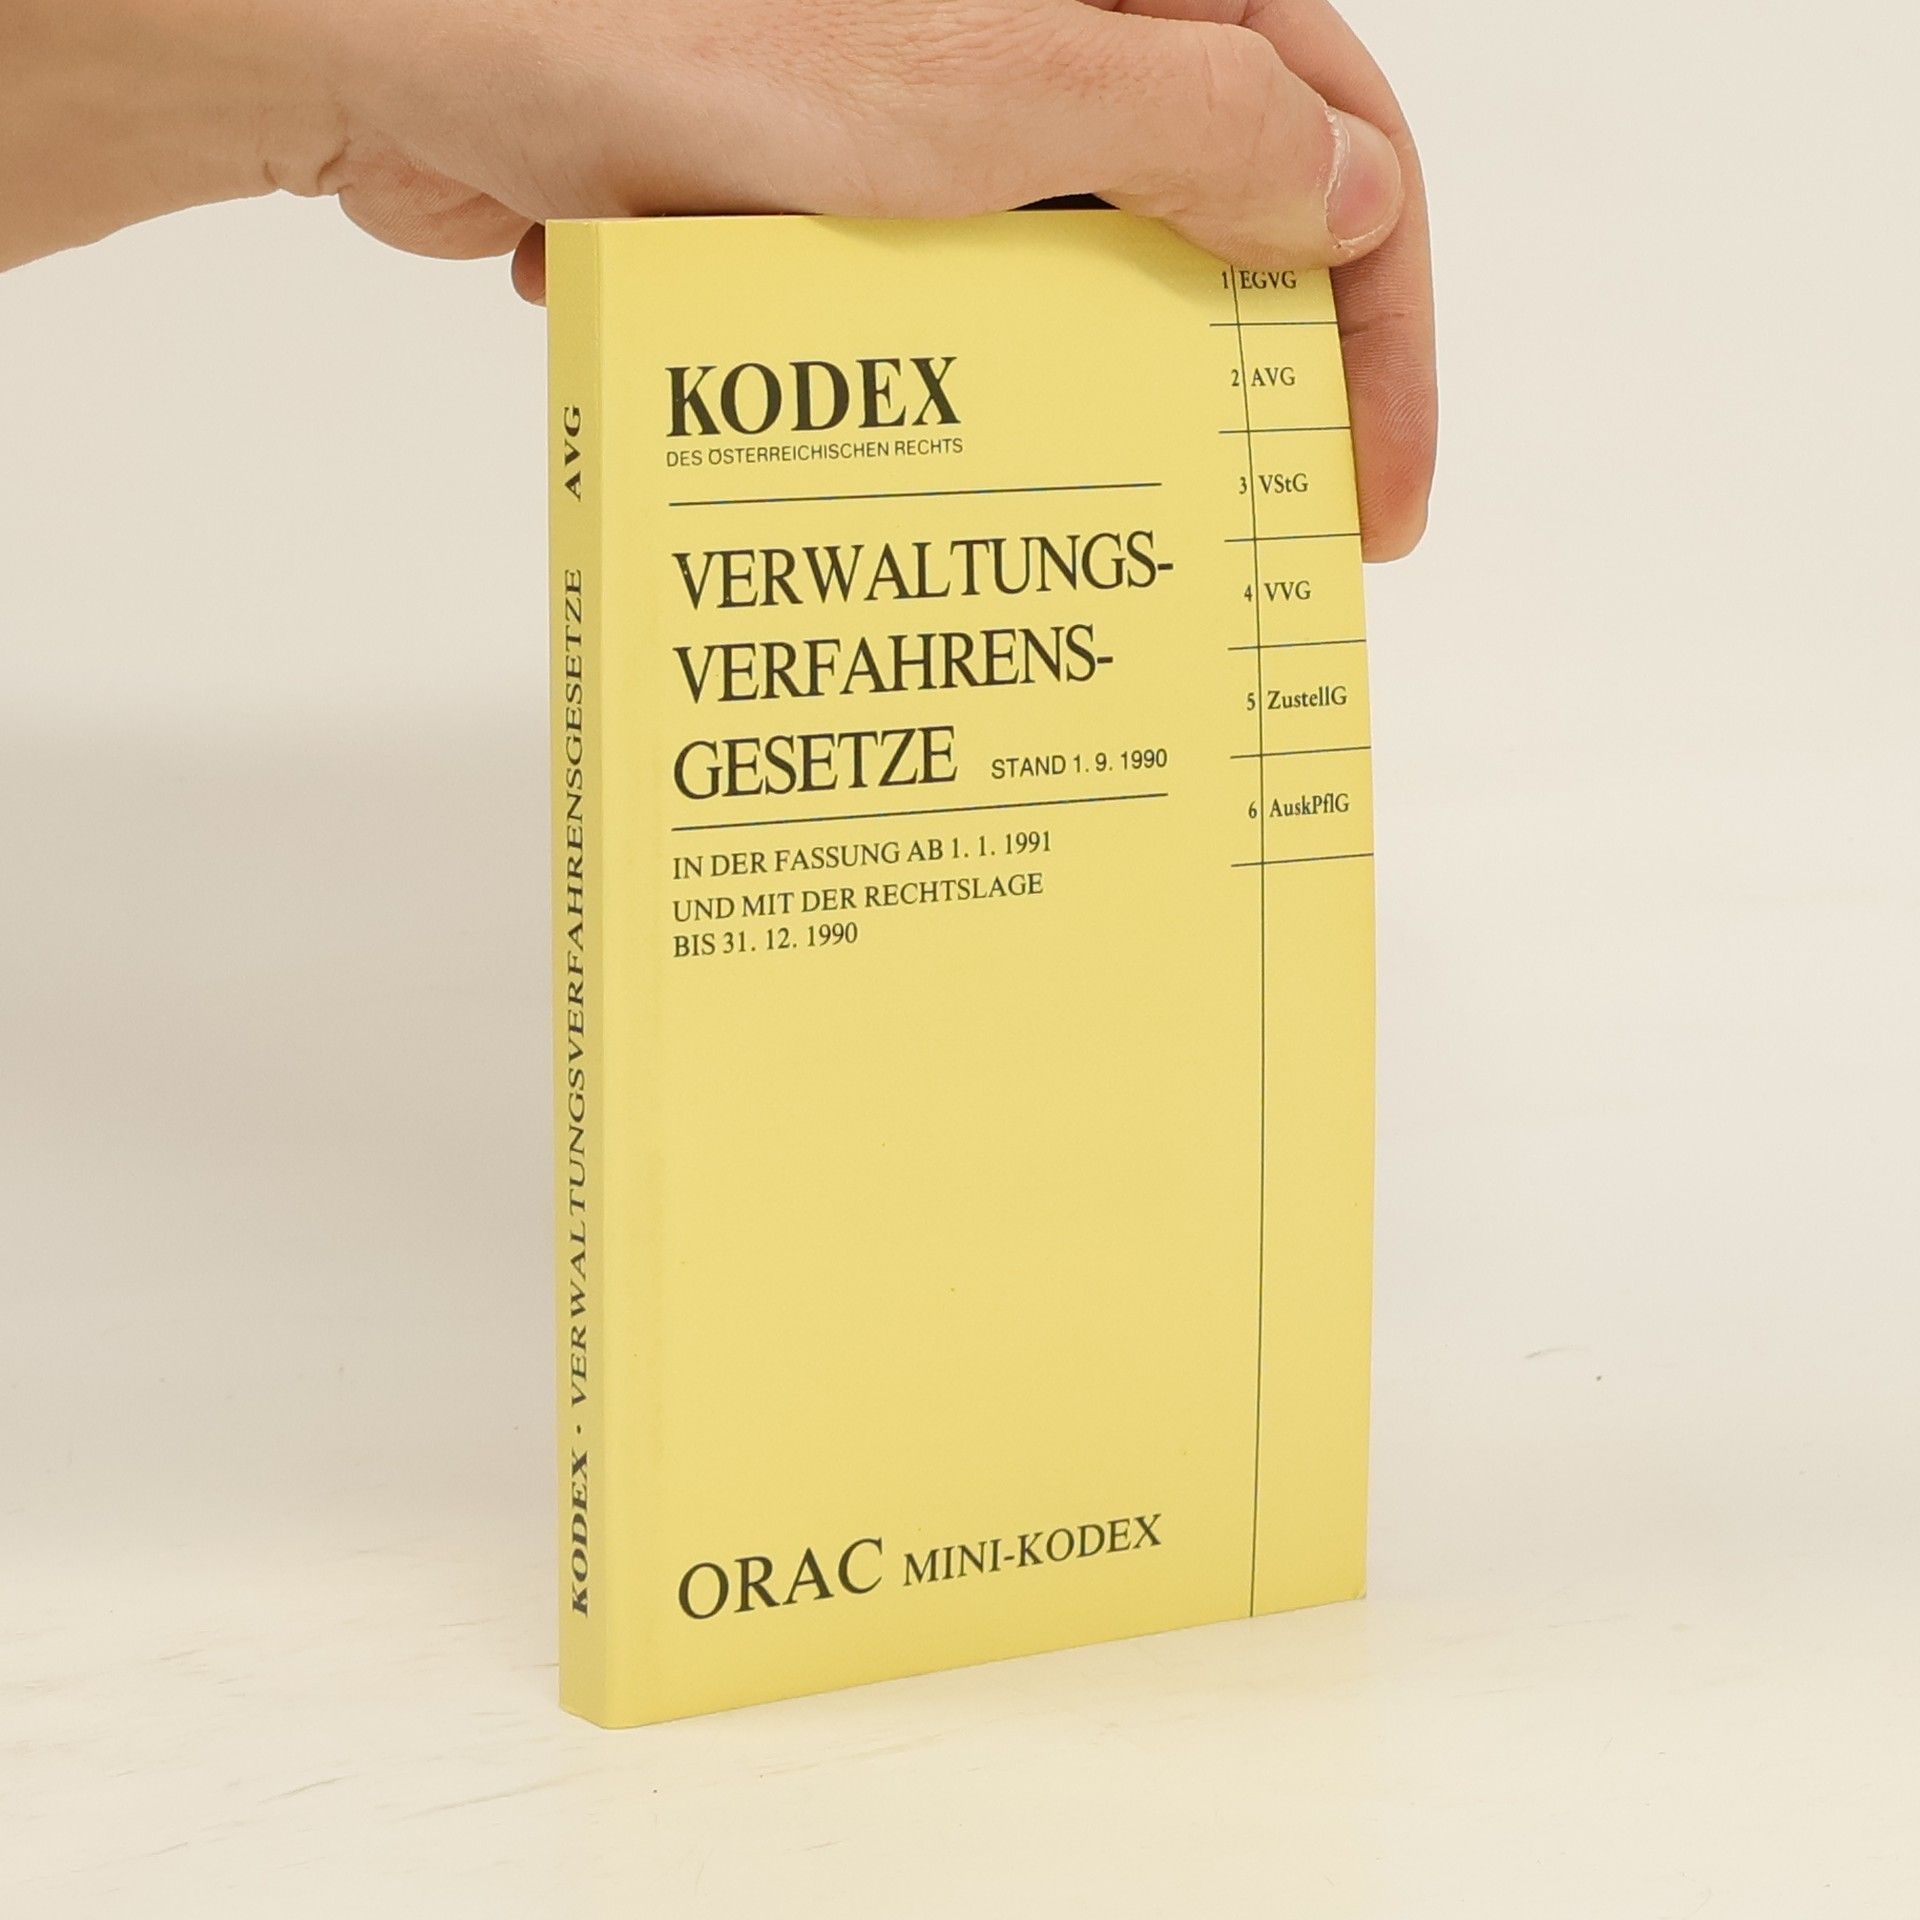 KODEX
DES ÖSTERREICHISCHEN RECHTS
VERWALTUNGS-
VERFAHRENS-
GESETZE STAND 1. 9. 1990
IN DER FASSUNG AB 1. 1. 1991
UND MIT DER RECHTSLAGE
BIS 31. 12. 1990
ORAC MINI-KODEX
1 EGVG
2 AVG
3 VStG
4 VVG
5 ZustellG
6 AuskPflG
KODEX · VERWALTUNGSVERFAHRENSGESETZE AVG